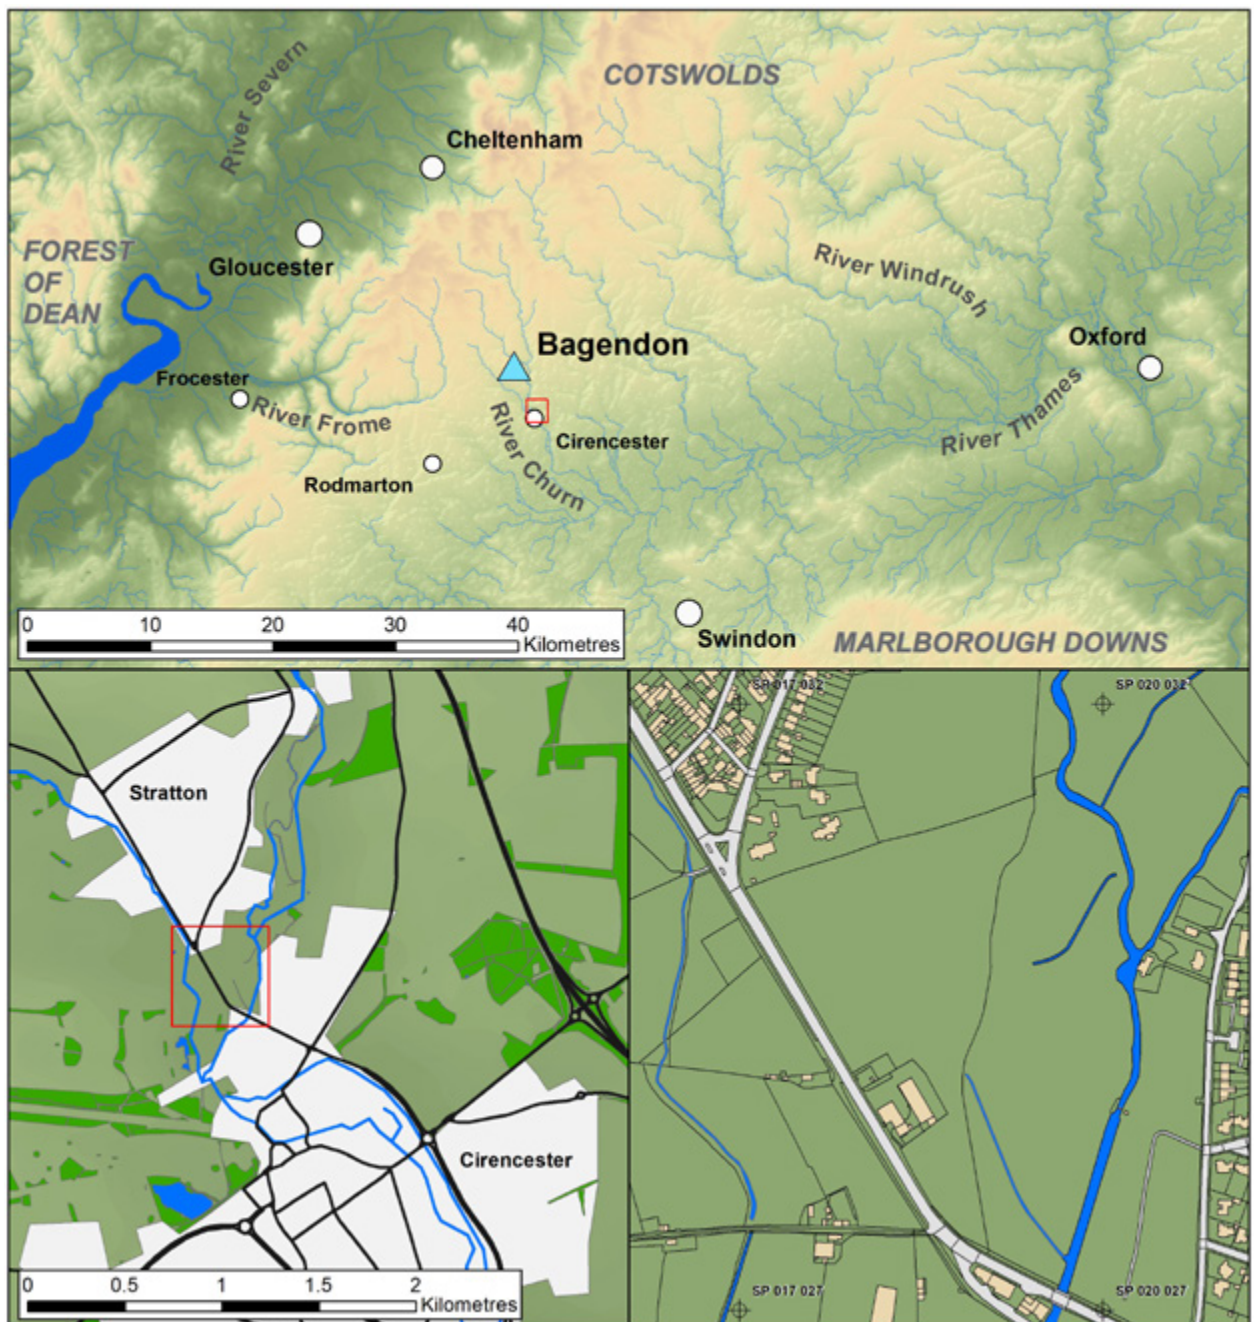 COTSWOLDS
River Severn
Cheltenham
FOREST
OF
DEAN
Gloucester
River Windrush
Oxford
Bagendon
Frocester
River Frome
River Thames
River Churn
Cirencester
Rodmarton
0 10 20 30 40
Kilometres
Swindon
MARLBOROUGH DOWNS
Stratton
Cirencester
0 0.5 1 1.5 2
Kilometres
SP 017 032
SP 020 032
SP 017 027
SP 020 027